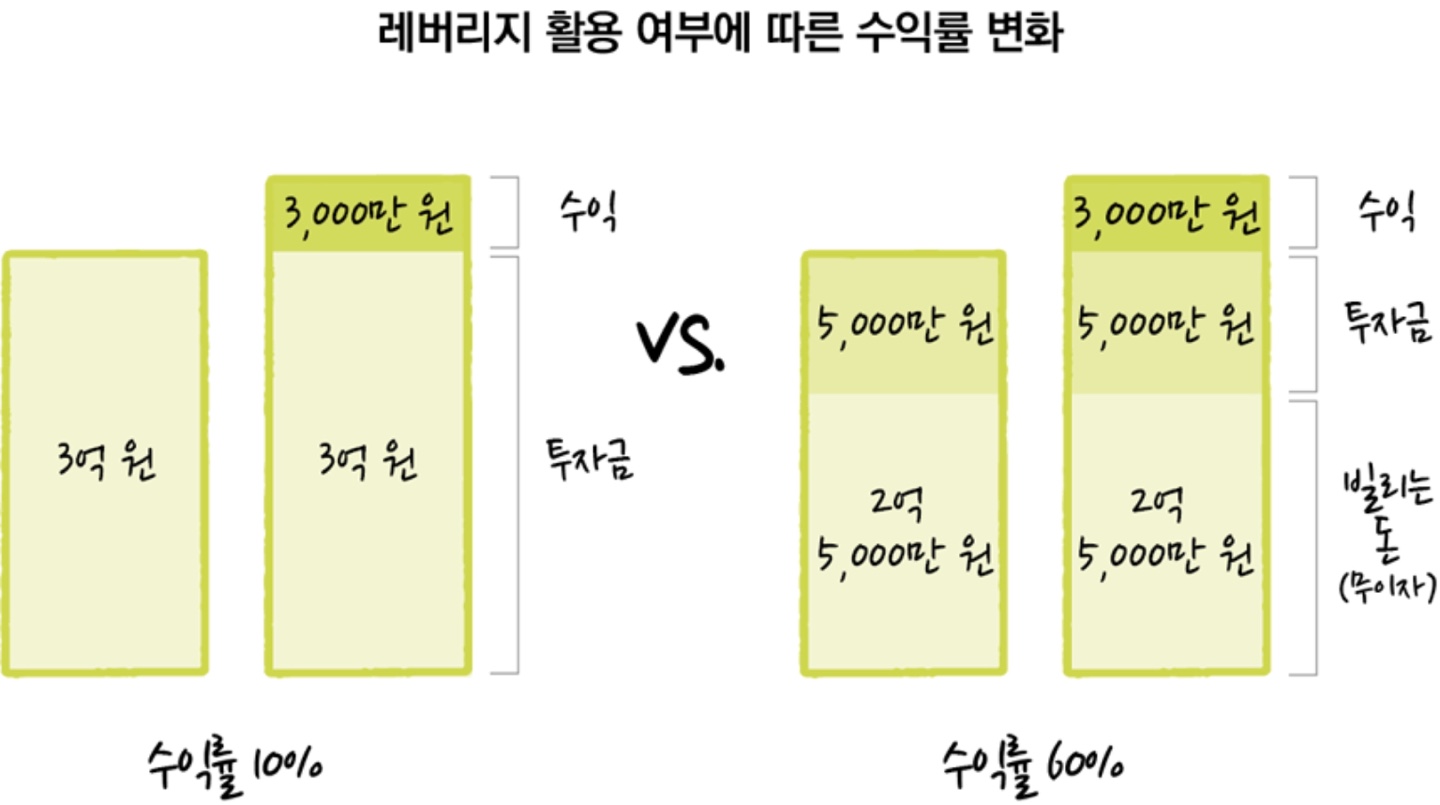 레버리지 활용 여부에 따른 수익률 변화
3억 원
3,000만 원
3억 원
수익
투자금
수익률 10%
vs.
5,000만 원
2억
5,000만 원
3,000만 원
5,000만 원
2억
5,000만 원
수익
투자금
빌리는
돈
(무이자)
수익률 60%